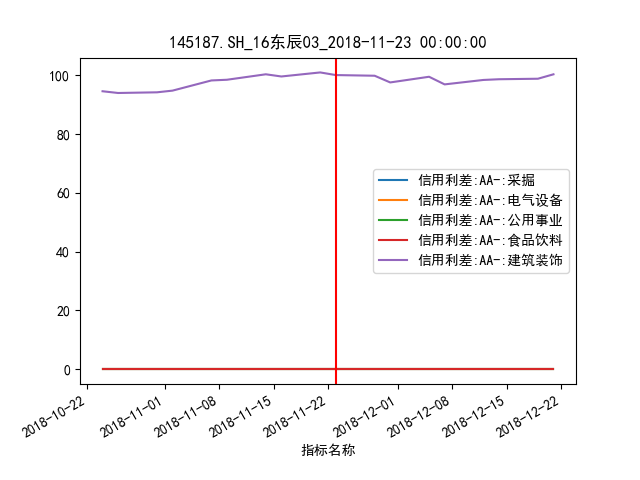 145187.SH_16东辰03_2018-11-23 00:00:00
100
80
60
40
20
0
信用利差:AA-:采掘
信用利差:AA-:电气设备
信用利差:AA-:公用事业
信用利差:AA-:食品饮料
信用利差:AA-:建筑装饰
2018-10-22
2018-11-01
2018-11-08
2018-11-15
2018-11-22
2018-12-01
2018-12-08
2018-12-15
2018-12-22
指标名称